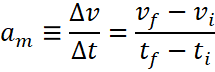 a_m ≡ Δv/Δt = (v_f − v_i)/(t_f − t_i)